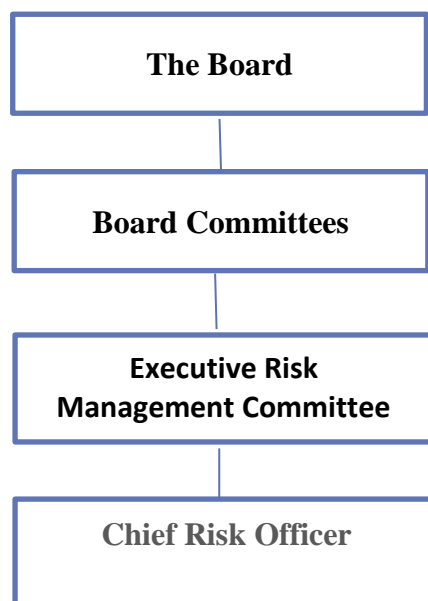 The Board
Board Committees
Executive Risk
Management Committee
Chief Risk Officer